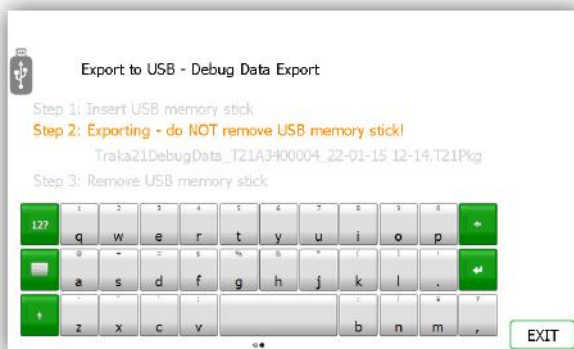 Export to USB - Debug Data Export
Step 1: Insert USB memory stick
Step 2: Exporting - do NOT remove USB memory stick!
Traka21DebugData_T21A3400004_22-01-15 12-14.T21Pkg
Step 3: Remove USB memory stick
12?
q w e r t y u i o p
a s d f g h j k l .
z x c v b n m ,
EXIT